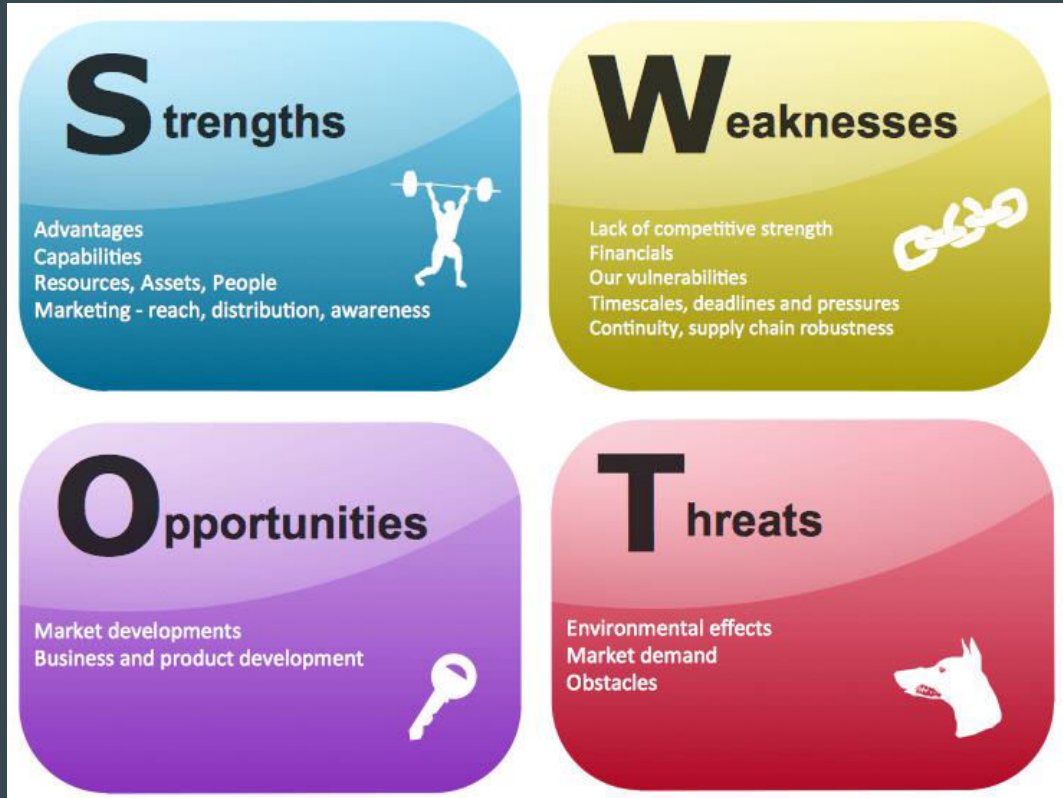 Strengths
Advantages
Capabilities
Resources, Assets, People
Marketing - reach, distribution, awareness
Weaknesses
Lack of competitive strength
Financials
Our vulnerabilities
Timescales, deadlines and pressures
Continuity, supply chain robustness
Opportunities
Market developments
Business and product development
Threats
Environmental effects
Market demand
Obstacles